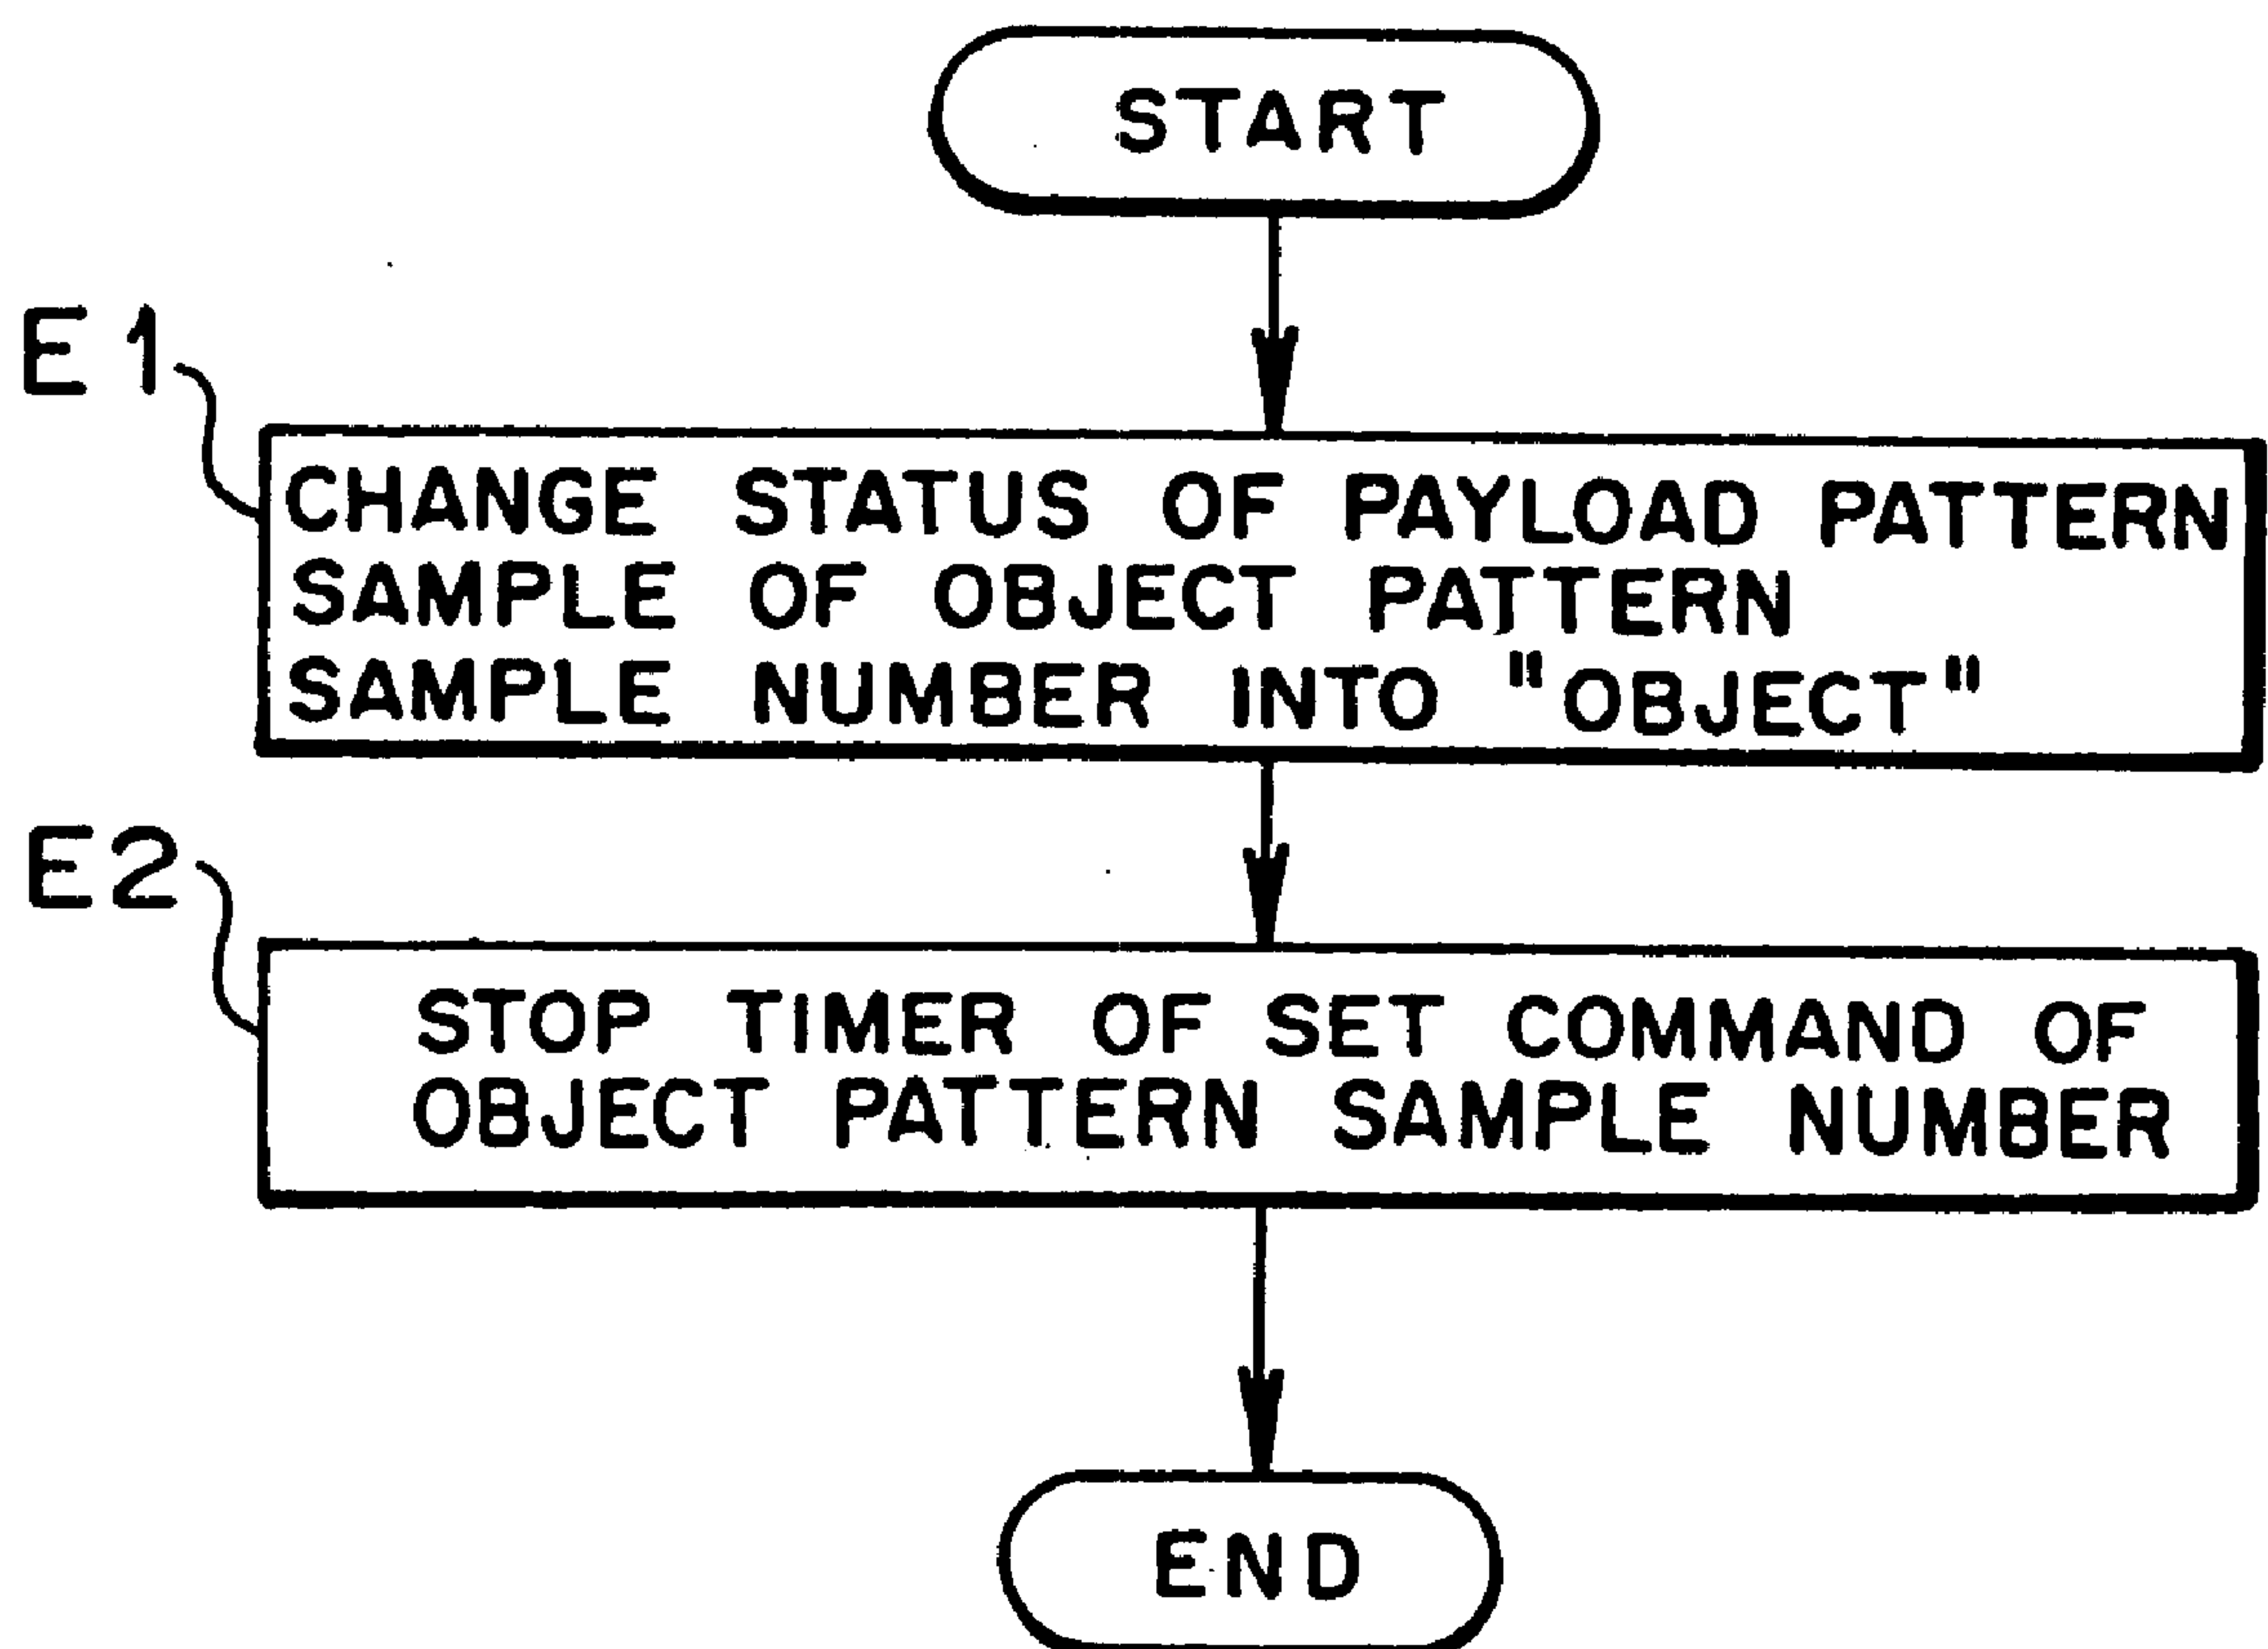 START
E1
CHANGE STATUS OF PAYLOAD PATTERN
SAMPLE OF OBJECT PATTERN
SAMPLE NUMBER INTO "OBJECT"
E2
STOP TIMER OF SET COMMAND OF
OBJECT PATTERN SAMPLE NUMBER
END